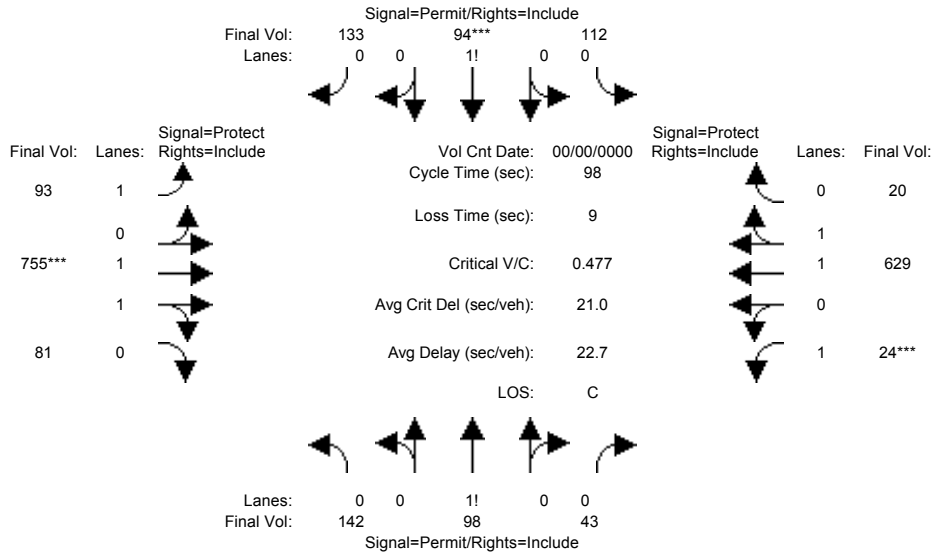 Signal=Permit/Rights=Include
Final Vol: 133 94*** 112
Lanes: 0 0 1! 0 0
Signal=Protect Signal=Protect
Final Vol: Lanes: Rights=Include Vol Cnt Date: 00/00/0000 Rights=Include Lanes: Final Vol:
Cycle Time (sec): 98
93 1 0 20
Loss Time (sec): 9
0 1
755*** 1 Critical V/C: 0.477 1 629
1 Avg Crit Del (sec/veh): 21.0 0
81 0 Avg Delay (sec/veh): 22.7 1 24***
LOS: C
Lanes: 0 0 1! 0 0
Final Vol: 142 98 43
Signal=Permit/Rights=Include